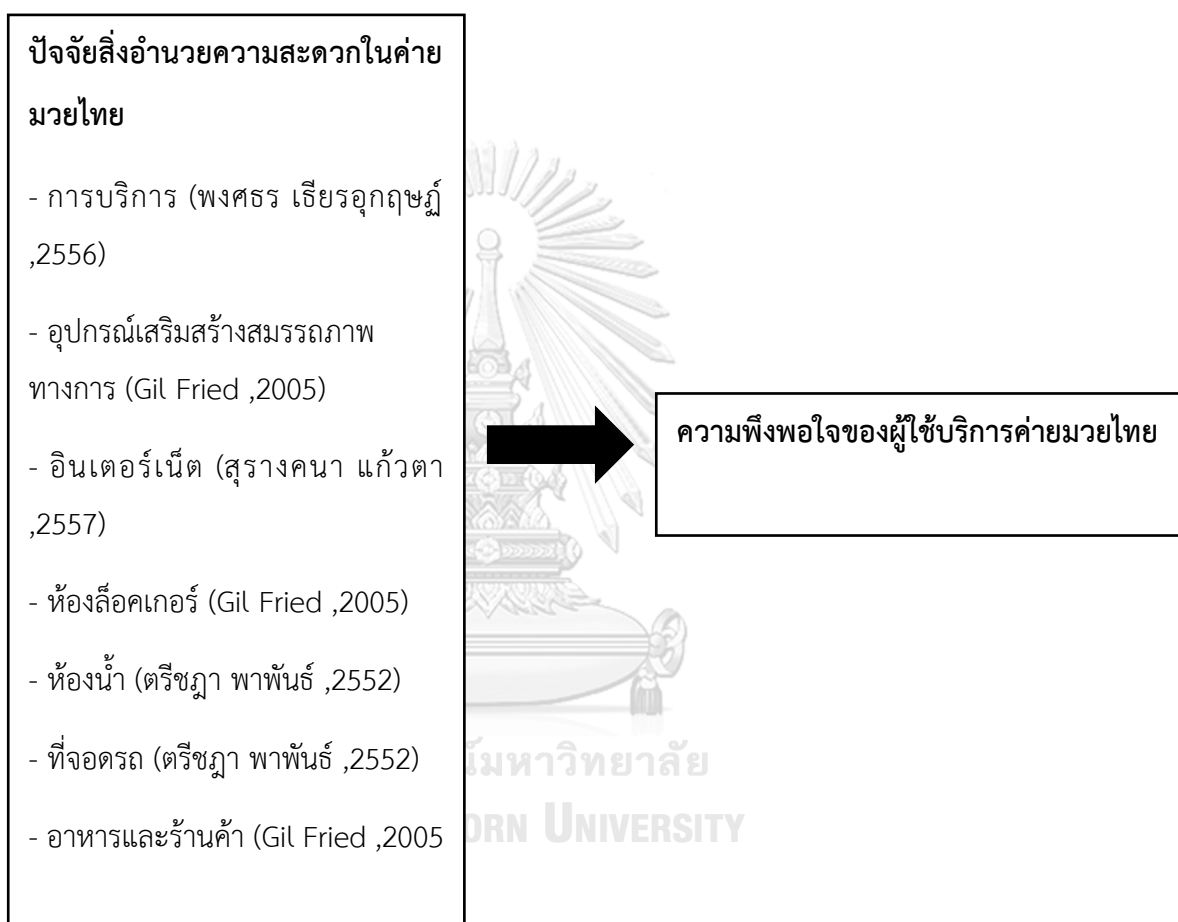 ปัจจัยสิ่งอำนวยความสะดวกในค่าย
มวยไทย
- การบริการ (พงศธร เธียรอุกฤษฏ์
,2556)
- อุปกรณ์เสริมสร้างสมรรถภาพ
ทางการ (Gil Fried ,2005)
- อินเตอร์เน็ต (สุรางคนา แก้วตา
,2557)
- ห้องล็อคเกอร์ (Gil Fried ,2005)
- ห้องน้ำ (ตรีชฎา พาพันธ์ ,2552)
- ที่จอดรถ (ตรีชฎา พาพันธ์ ,2552)
- อาหารและร้านค้า (Gil Fried ,2005
ความพึงพอใจของผู้ใช้บริการค่ายมวยไทย
มหาวิทยาลัย
ORN UNIVERSITY